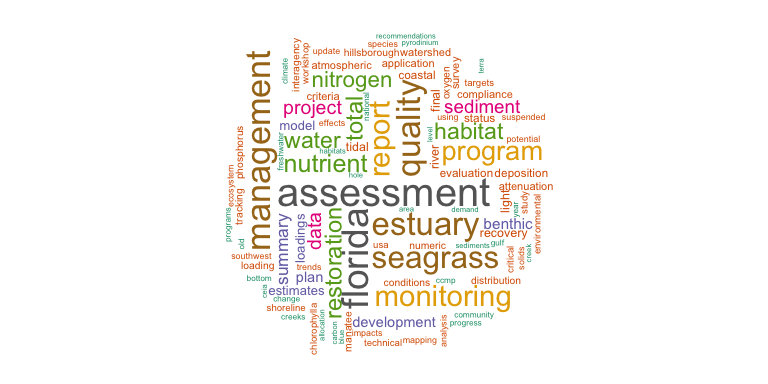 recommendations
species pyrodinium
update hillsborough watershed
interagency
workshop
climate
atmospheric application
nitrogen coastal
oxygen
survey
terra
targets
management
criteria
project
total
national
report
quality
final
compliance
sediment
model effects
using status suspended
water
habitats
tidal
level
habitat
potential
freshwater
nutrient
hole
river
program
phosphorus
ecosystem
tracking
evaluation deposition
assessment
attenuation
light
year
study
environmental
programs
old
summary
loadings
data
restoration
florida
area
demand
estuary
benthic
recovery
usa numeric sediments gulf
critical
solids
creek
southwest
loading
trends
seagrass
bottom
plan
conditions ccmp distribution
ceia
estimates
change
monitoring
shoreline
creeks
chlorophylla
allocation
carbon
blue
manatee
development
community
progress
impacts
technical mapping
analysis